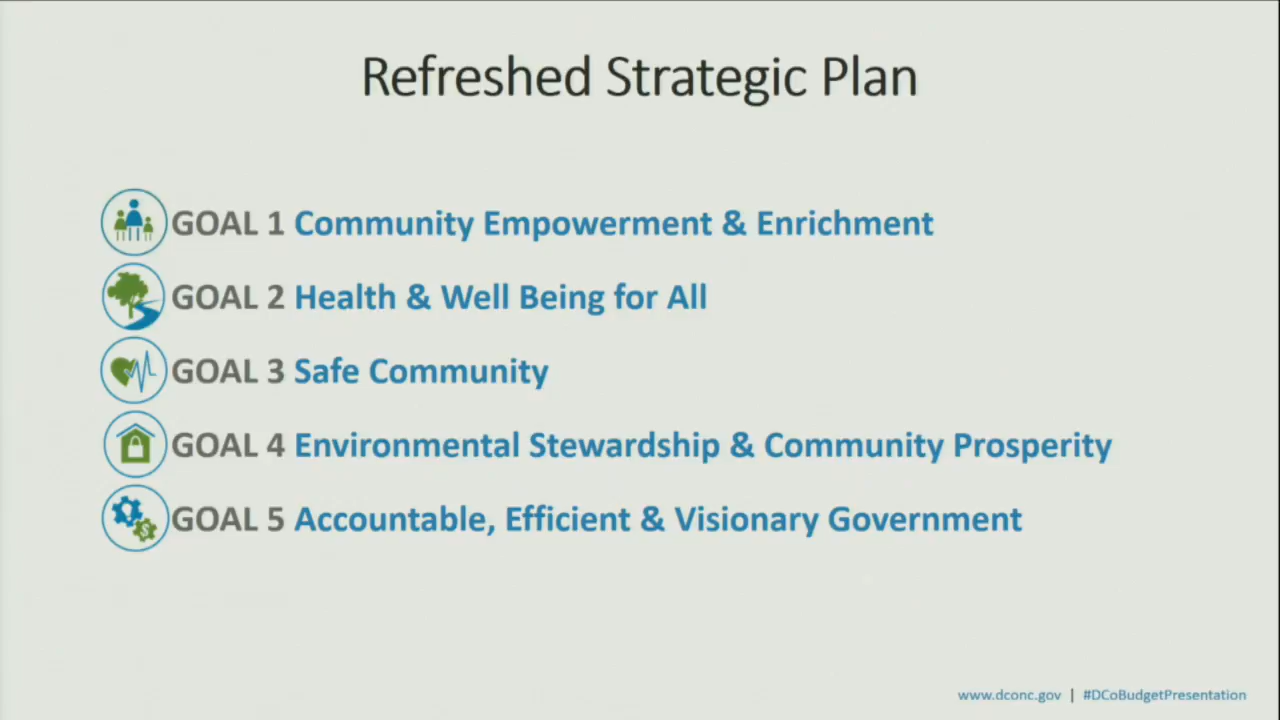 Refreshed Strategic Plan
GOAL 1 Community Empowerment & Enrichment
GOAL 2 Health & Well Being for All
GOAL 3 Safe Community
GOAL 4 Environmental Stewardship & Community Prosperity
GOAL 5 Accountable, Efficient & Visionary Government
www.dconc.gov | #DCoBudgetPresentation